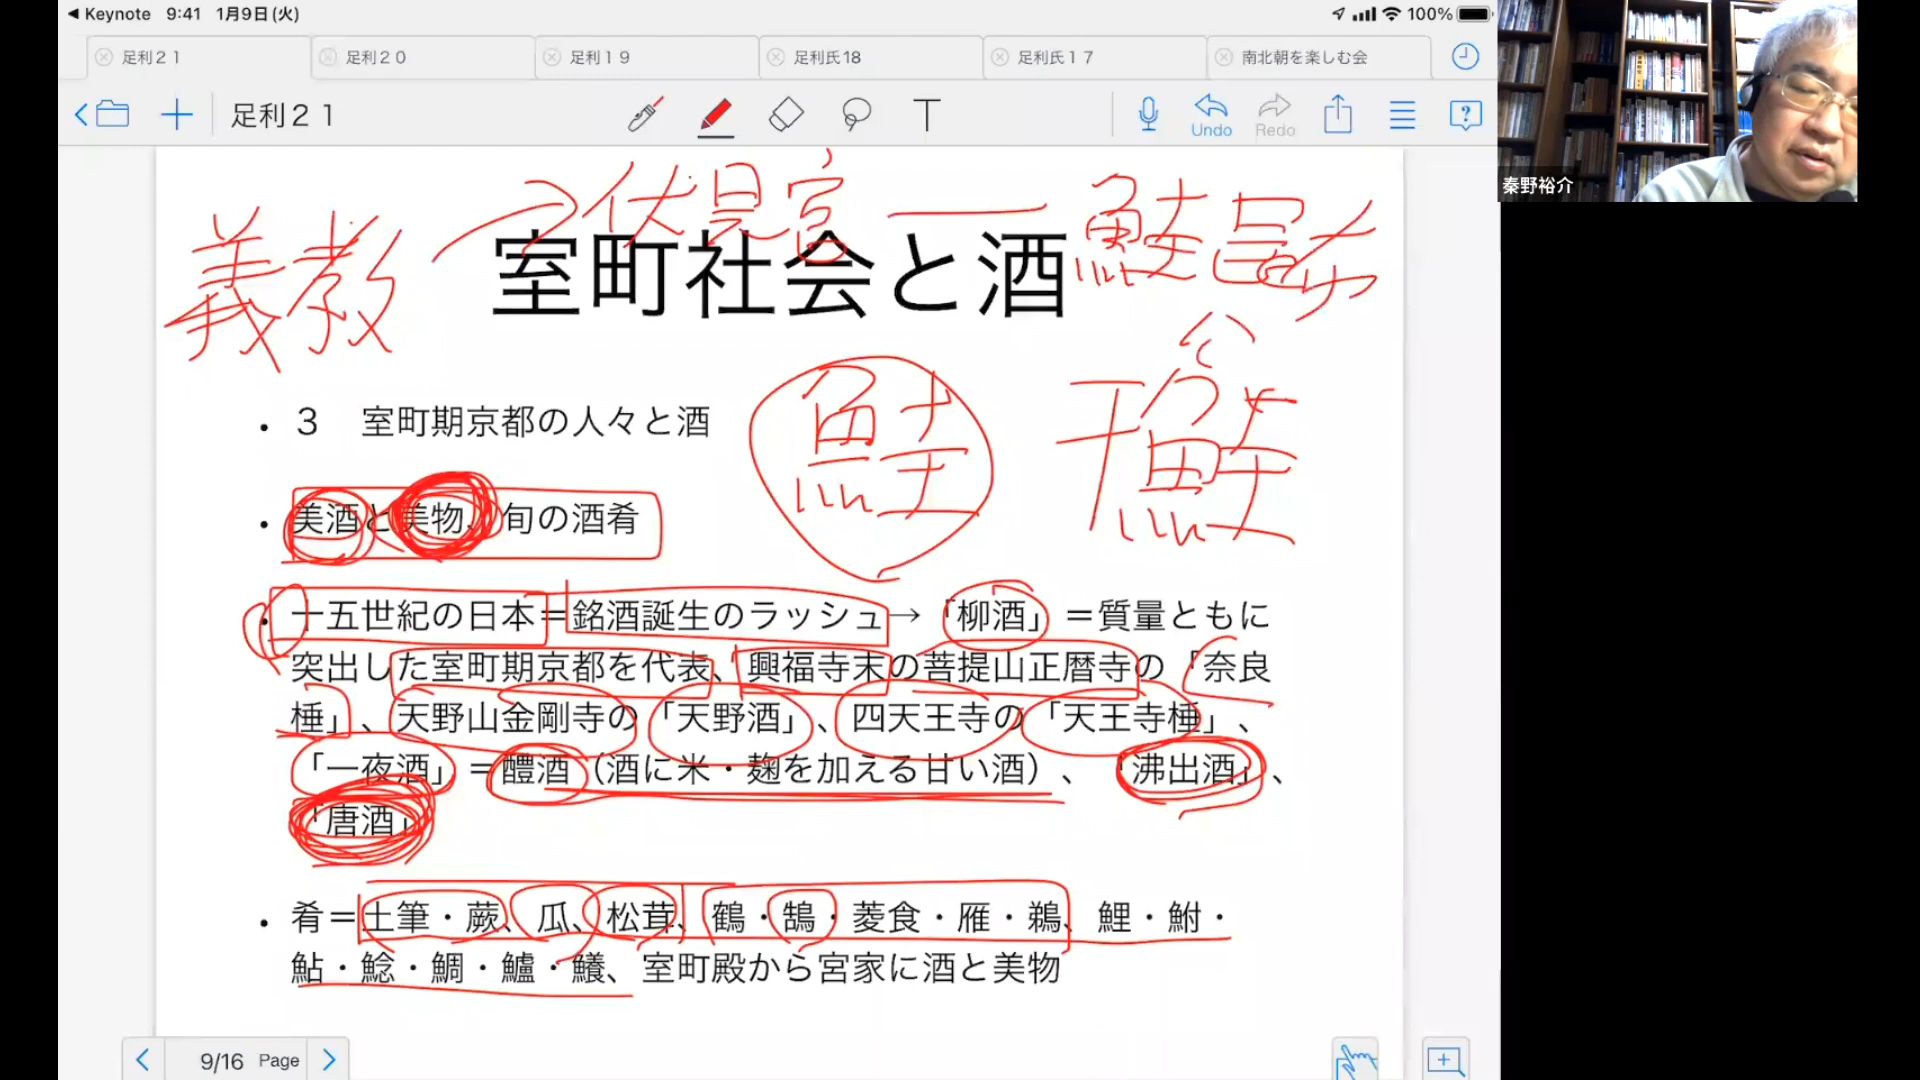 ◀ Keynote 9:41 1月9日(火)
100%
足利21
足利20
足利19
足利氏18
足利氏17
南北朝を楽しむ会
足利21
T
Undo
Redo
?
秦野裕介
義教
伏見宮
鮭昆布
室町社会と酒
・3 室町期京都の人々と酒
鮭
干鮭
・美酒と美物、旬の酒肴
・十五世紀の日本＝銘酒誕生のラッシュ→「柳酒」＝質量ともに
突出した室町期京都を代表、興福寺末の菩提山正暦寺の「奈良
棰」、天野山金剛寺の「天野酒」、四天王寺の「天王寺棰」、
「一夜酒」＝醴酒（酒に米・麹を加える甘い酒）、「沸出酒」、
「唐酒」
・肴＝土筆・蕨、瓜、松茸、鶴・鵠・菱食・雁・鵜、鯉・鮒・
鮎・鯰・鯛・鱸・鱶、室町殿から宮家に酒と美物
9/16 Page